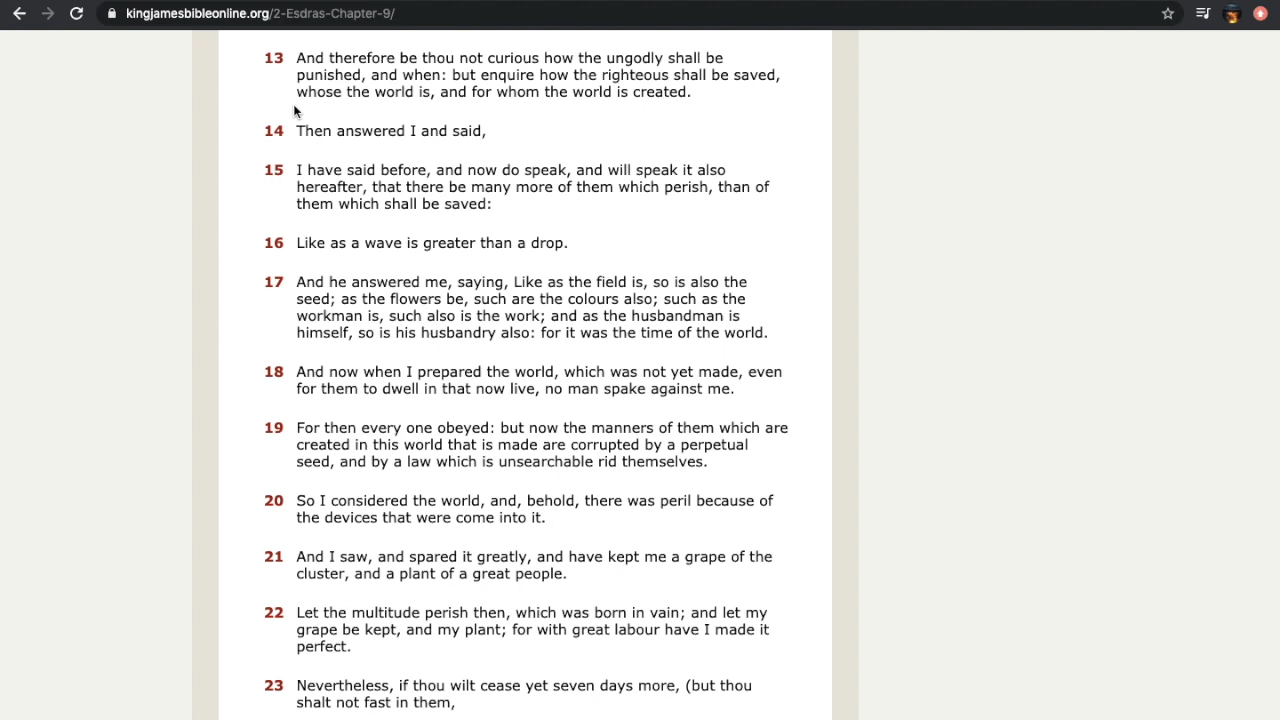 kingjamesbibleonline.org/2-Esdras-Chapter-9/
13 And therefore be thou not curious how the ungodly shall be
punished, and when: but enquire how the righteous shall be saved,
whose the world is, and for whom the world is created.
14 Then answered I and said,
15 I have said before, and now do speak, and will speak it also
hereafter, that there be many more of them which perish, than of
them which shall be saved:
16 Like as a wave is greater than a drop.
17 And he answered me, saying, Like as the field is, so is also the
seed; as the flowers be, such are the colours also; such as the
workman is, such also is the work; and as the husbandman is
himself, so is his husbandry also: for it was the time of the world.
18 And now when I prepared the world, which was not yet made, even
for them to dwell in that now live, no man spake against me.
19 For then every one obeyed: but now the manners of them which are
created in this world that is made are corrupted by a perpetual
seed, and by a law which is unsearchable rid themselves.
20 So I considered the world, and, behold, there was peril because of
the devices that were come into it.
21 And I saw, and spared it greatly, and have kept me a grape of the
cluster, and a plant of a great people.
22 Let the multitude perish then, which was born in vain; and let my
grape be kept, and my plant; for with great labour have I made it
perfect.
23 Nevertheless, if thou wilt cease yet seven days more, (but thou
shalt not fast in them,